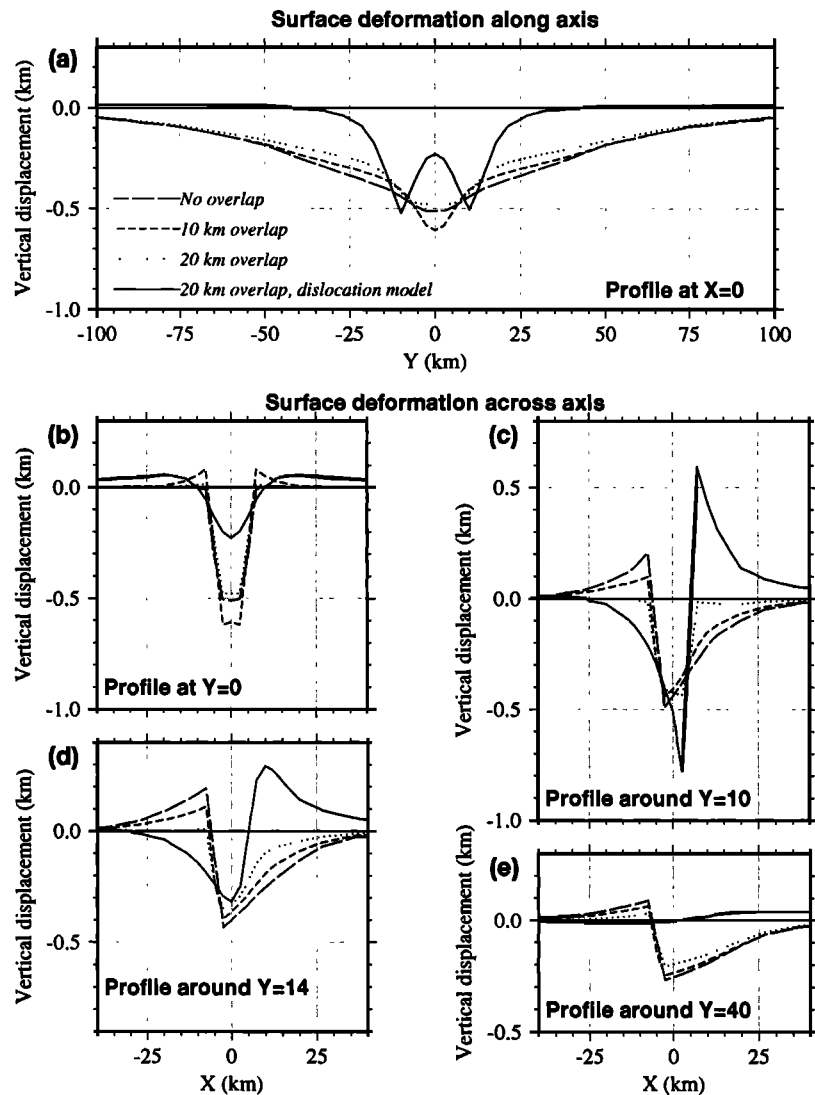 Surface deformation along axis
(a)
Vertical displacement (km)
0.0
-0.5
-1.0
No overlap
10 km overlap
20 km overlap
20 km overlap, dislocation model
Profile at X=0
-100 -75 -50 -25 0 25 50 75 100
Y (km)
Surface deformation across axis
(b)
Vertical displacement (km)
0.0
-0.5
-1.0
Profile at Y=0
(c)
Vertical displacement (km)
0.5
0.0
-0.5
-1.0
Profile around Y=10
(d)
Vertical displacement (km)
0.0
-0.5
Profile around Y=14
-25 0 25
X (km)
(e)
Vertical displacement (km)
0.0
-0.5
Profile around Y=40
-25 0 25
X (km)